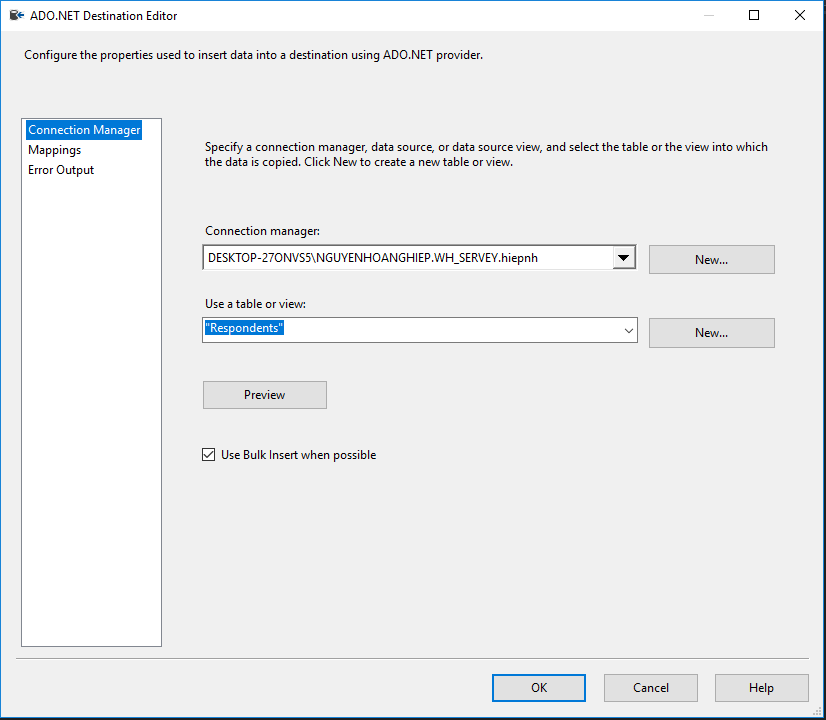 ADO.NET Destination Editor
Configure the properties used to insert data into a destination using ADO.NET provider.
Connection Manager
Mappings
Error Output
Specify a connection manager, data source, or data source view, and select the table or the view into which
the data is copied. Click New to create a new table or view.
Connection manager:
DESKTOP-27ONVS5\NGUYENHOANGHIEP.WH_SERVEY.hiepnh
New...
Use a table or view:
"Respondents"
New...
Preview
Use Bulk Insert when possible
OK
Cancel
Help